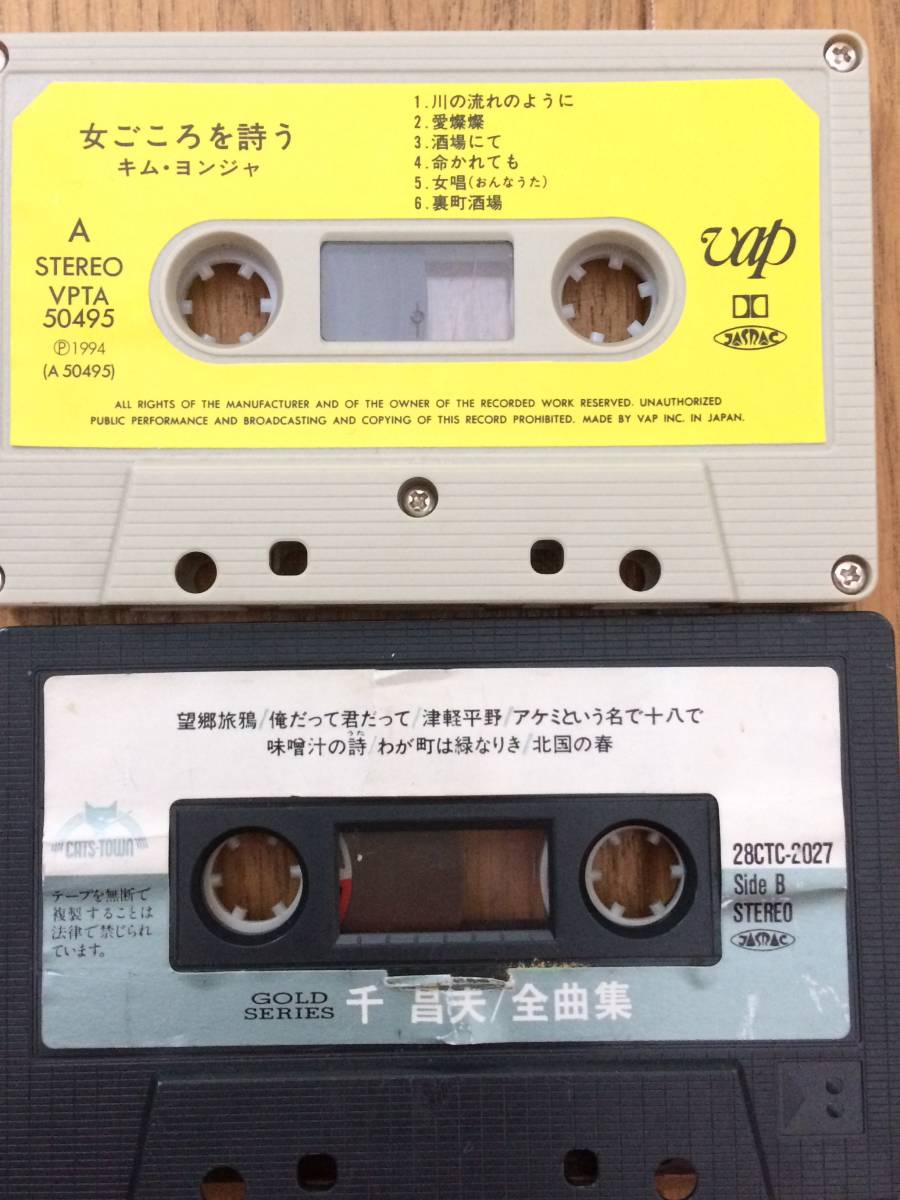 女ごころを詩う
キム・ヨンジャ
1.川の流れのように
2.愛燦燦
3.酒場にて
4.命かれても
5.女唱(おんなうた)
6.裏町酒場
A
STEREO
VPTA
50495
Ⓟ1994
(A 50495)
vap
JASRAC
ALL RIGHTS OF THE MANUFACTURER AND OF THE OWNER OF THE RECORDED WORK RESERVED. UNAUTHORIZED
PUBLIC PERFORMANCE AND BROADCASTING AND COPYING OF THIS RECORD PROHIBITED. MADE BY VAP INC. IN JAPAN.
望郷旅鴉/俺だって君だって/津軽平野/アケミという名で十八で
うた
味噌汁の詩/わが町は緑なりき/北国の春
CATS-TOWN
テープを無断で
複製することは
法律で禁じられ
ています。
28CTC-2027
Side B
STEREO
JASRAC
GOLD
SERIES
千 昌夫/全曲集